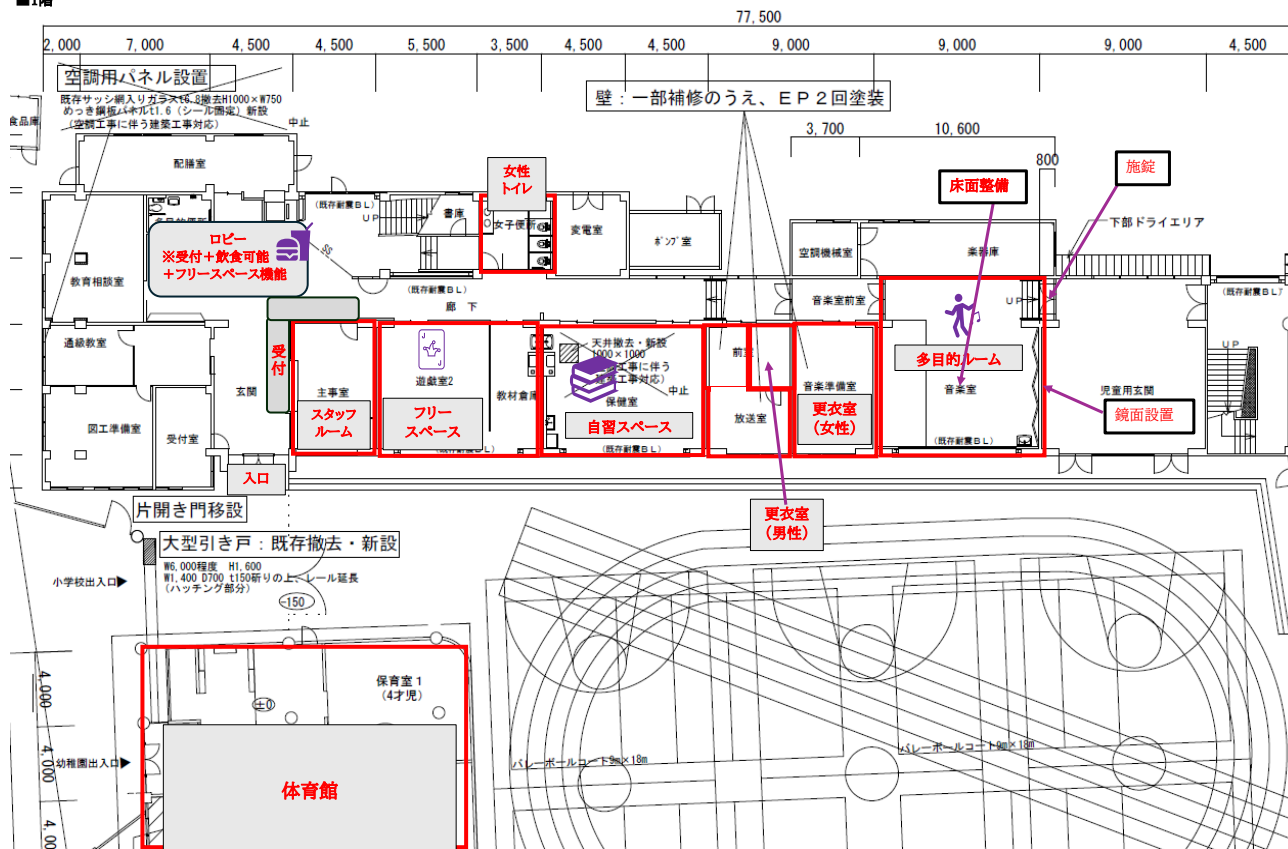 ■1階
77,500
2,000
7,000
4,500
4,500
5,500
3,500
4,500
4,500
9,000
9,000
9,000
4,500
空調用パネル設置
既存サッシ網入りガラスt6.8撤去H1000×W750
めっき鋼板パネルt1.6（シール固定）新設
（空調工事に伴う建築工事対応）
中止
食品庫
壁：一部補修のうえ、ＥＰ２回塗装
3,700
10,600
800
配膳室
女性
トイレ
床面整備
施錠
（既存耐震ＢＬ）
UP
書庫
女子便所
変電室
ポンプ室
空調機械室
楽器庫
下部ドライエリア
ロビー
※受付＋飲食可能
＋フリースペース機能
SS
教育相談室
（既存耐震ＢＬ）
廊　下
音楽室前室
UP
（既存耐震ＢＬ7
通級教室
受付
玄関
主事室
スタッフ
ルーム
J
J
遊戯室2
フリー
スペース
教材倉庫
天井撤去・新設
1000×1000
建築工事対応）
中止
保健室
自習スペース
（既存耐震ＢＬ）
放送室
音楽準備室
更衣室
（女性）
多目的ルーム
音楽室
（既存耐震ＢＬ）
児童用玄関
UP
鏡面設置
図工準備室
受付室
入口
更衣室
（男性）
片開き門移設
大型引き戸：既存撤去・新設
W6,000程度　H1,600
W1,400 D700 t150斫りの上、レール延長
（ハッチング部分）
小学校出入口▶
-150
4,000
4,000
4,00
保育室１
（4才児）
±0
幼稚園出入口▶
体育館
バレーボールコート9m×18m
バレーボールコート9m×18m